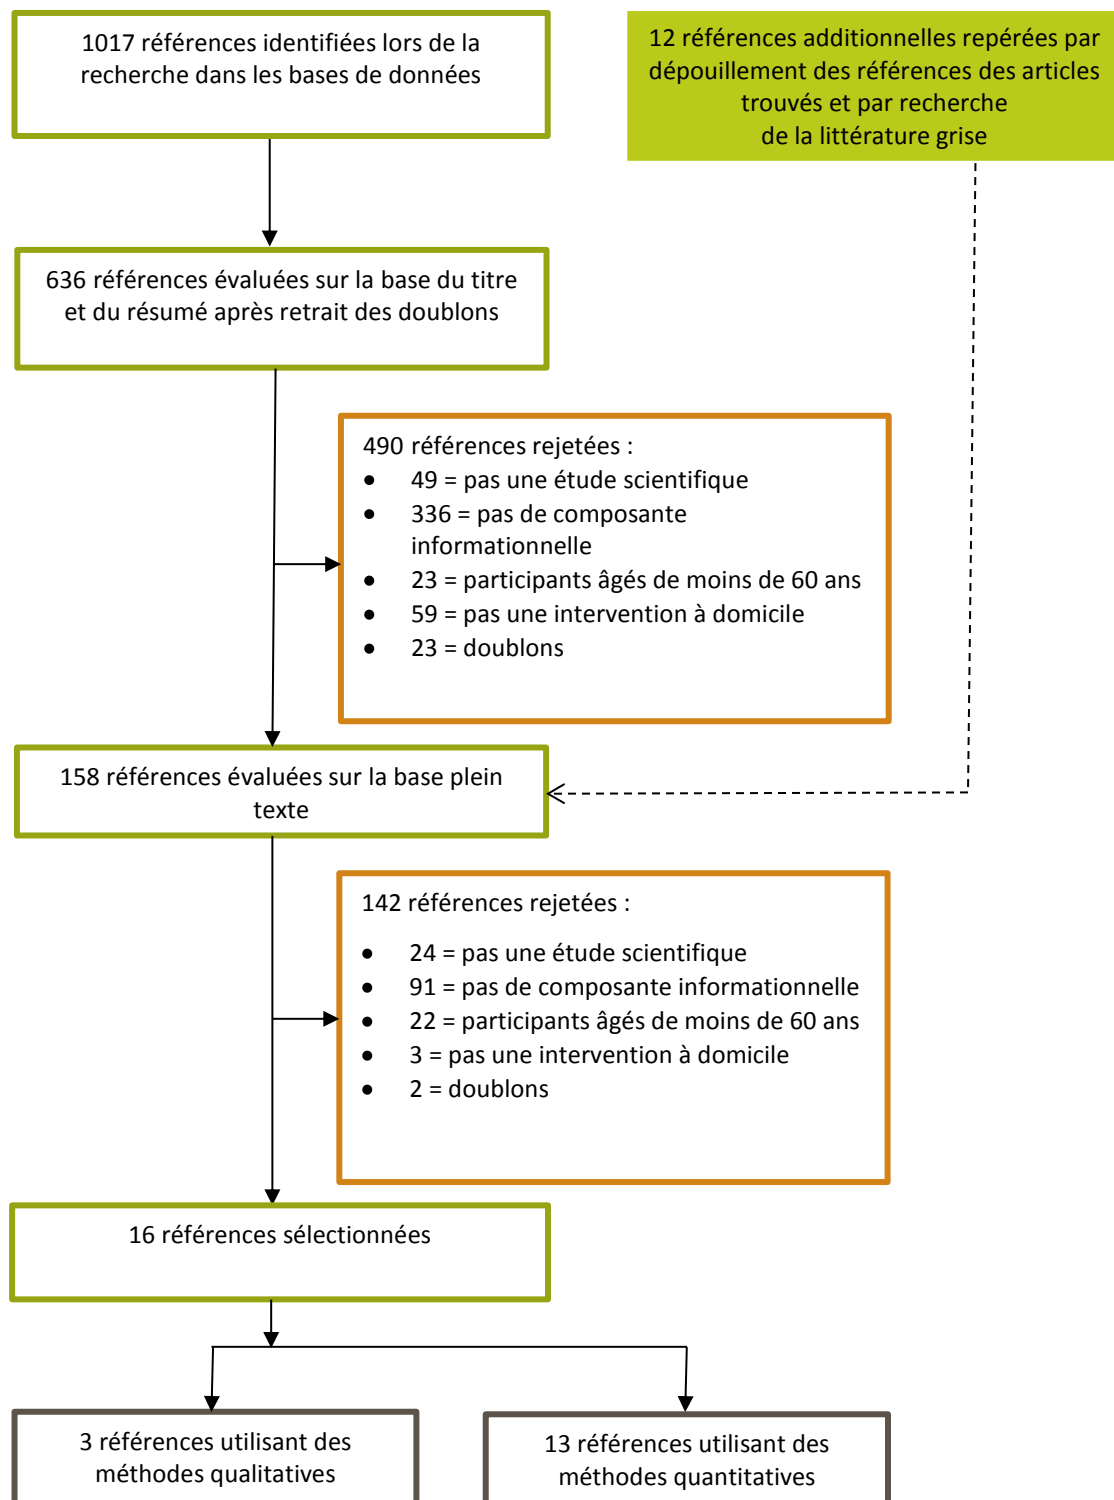 1017 références identifiées lors de la
recherche dans les bases de données
12 références additionnelles repérées par
dépouillement des références des articles
trouvés et par recherche
de la littérature grise
636 références évaluées sur la base du titre
et du résumé après retrait des doublons
490 références rejetées :
• 49 = pas une étude scientifique
• 336 = pas de composante
informationnelle
• 23 = participants âgés de moins de 60 ans
• 59 = pas une intervention à domicile
• 23 = doublons
158 références évaluées sur la base plein
texte
142 références rejetées :
• 24 = pas une étude scientifique
• 91 = pas de composante informationnelle
• 22 = participants âgés de moins de 60 ans
• 3 = pas une intervention à domicile
• 2 = doublons
16 références sélectionnées
3 références utilisant des
méthodes qualitatives
13 références utilisant des
méthodes quantitatives